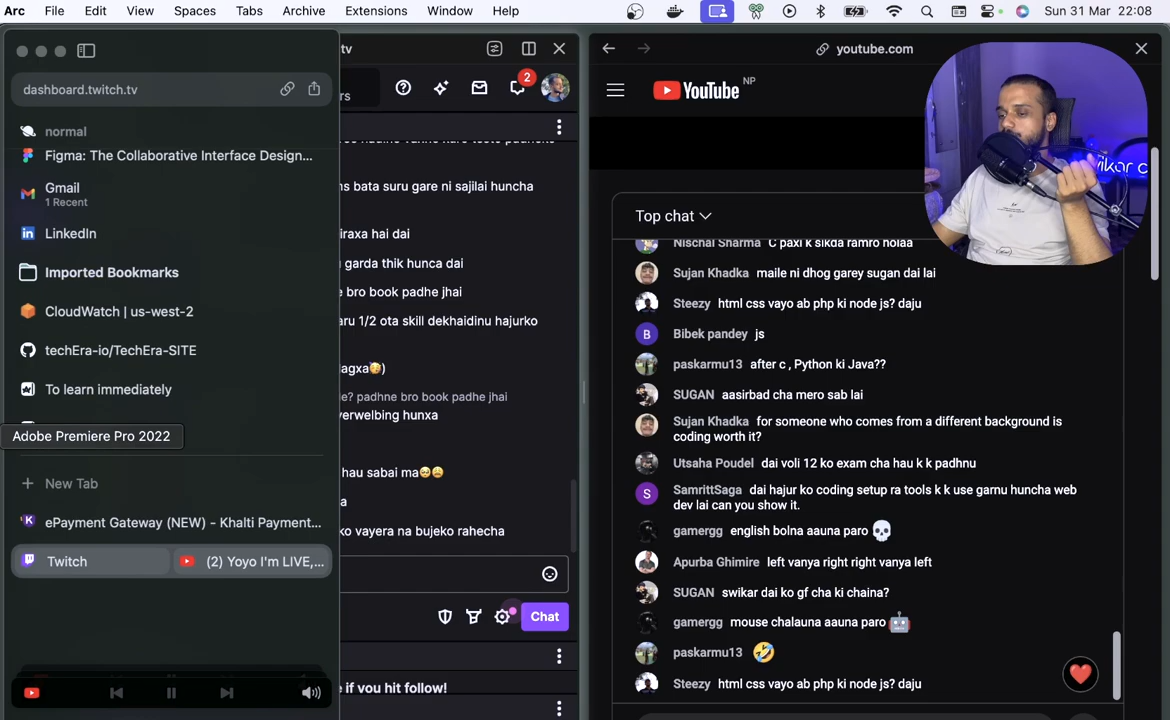 Arc File Edit View Spaces Tabs Archive Extensions Window Help Sun 31 Mar 22:08
dashboard.twitch.tv
normal
Figma: The Collaborative Interface Design...
Gmail
1 Recent
LinkedIn
Imported Bookmarks
CloudWatch | us-west-2
techEra-io/TechEra-SITE
To learn immediately
Adobe Premiere Pro 2022
+ New Tab
ePayment Gateway (NEW) - Khalti Payment...
Twitch
(2) Yoyo I'm LIVE,...
tv
2
rs
ns bata suru gare ni sajilai huncha
iraxa hai dai
u garda thik hunca dai
e bro book padhe jhai
aru 1/2 ota skill dekhaidinu hajurko
agxa🥳)
e? padhne bro book padhe jhai
verwelbing hunxa
hau sabai ma🥺😩
a
ko vayera na bujeko rahecha
Chat
e if you hit follow!
youtube.com
YouTube NP
Top chat
Nischal Sharma C paxi k sikda ramro holaa
Sujan Khadka maile ni dhog garey sugan dai lai
Steezy html css vayo ab php ki node js? daju
B
Bibek pandey js
paskarmu13 after c , Python ki Java??
SUGAN aasirbad cha mero sab lai
Sujan Khadka for someone who comes from a different background is
coding worth it?
Utsaha Poudel dai voli 12 ko exam cha hau k k padhnu
S
SamrittSaga dai hajur ko coding setup ra tools k k use garnu huncha web
dev lai can you show it.
gamergg english bolna aauna paro 💀
Apurba Ghimire left vanya right right vanya left
SUGAN swikar dai ko gf cha ki chaina?
gamergg mouse chalauna aauna paro 🤖
paskarmu13 🤣
Steezy html css vayo ab php ki node js? daju